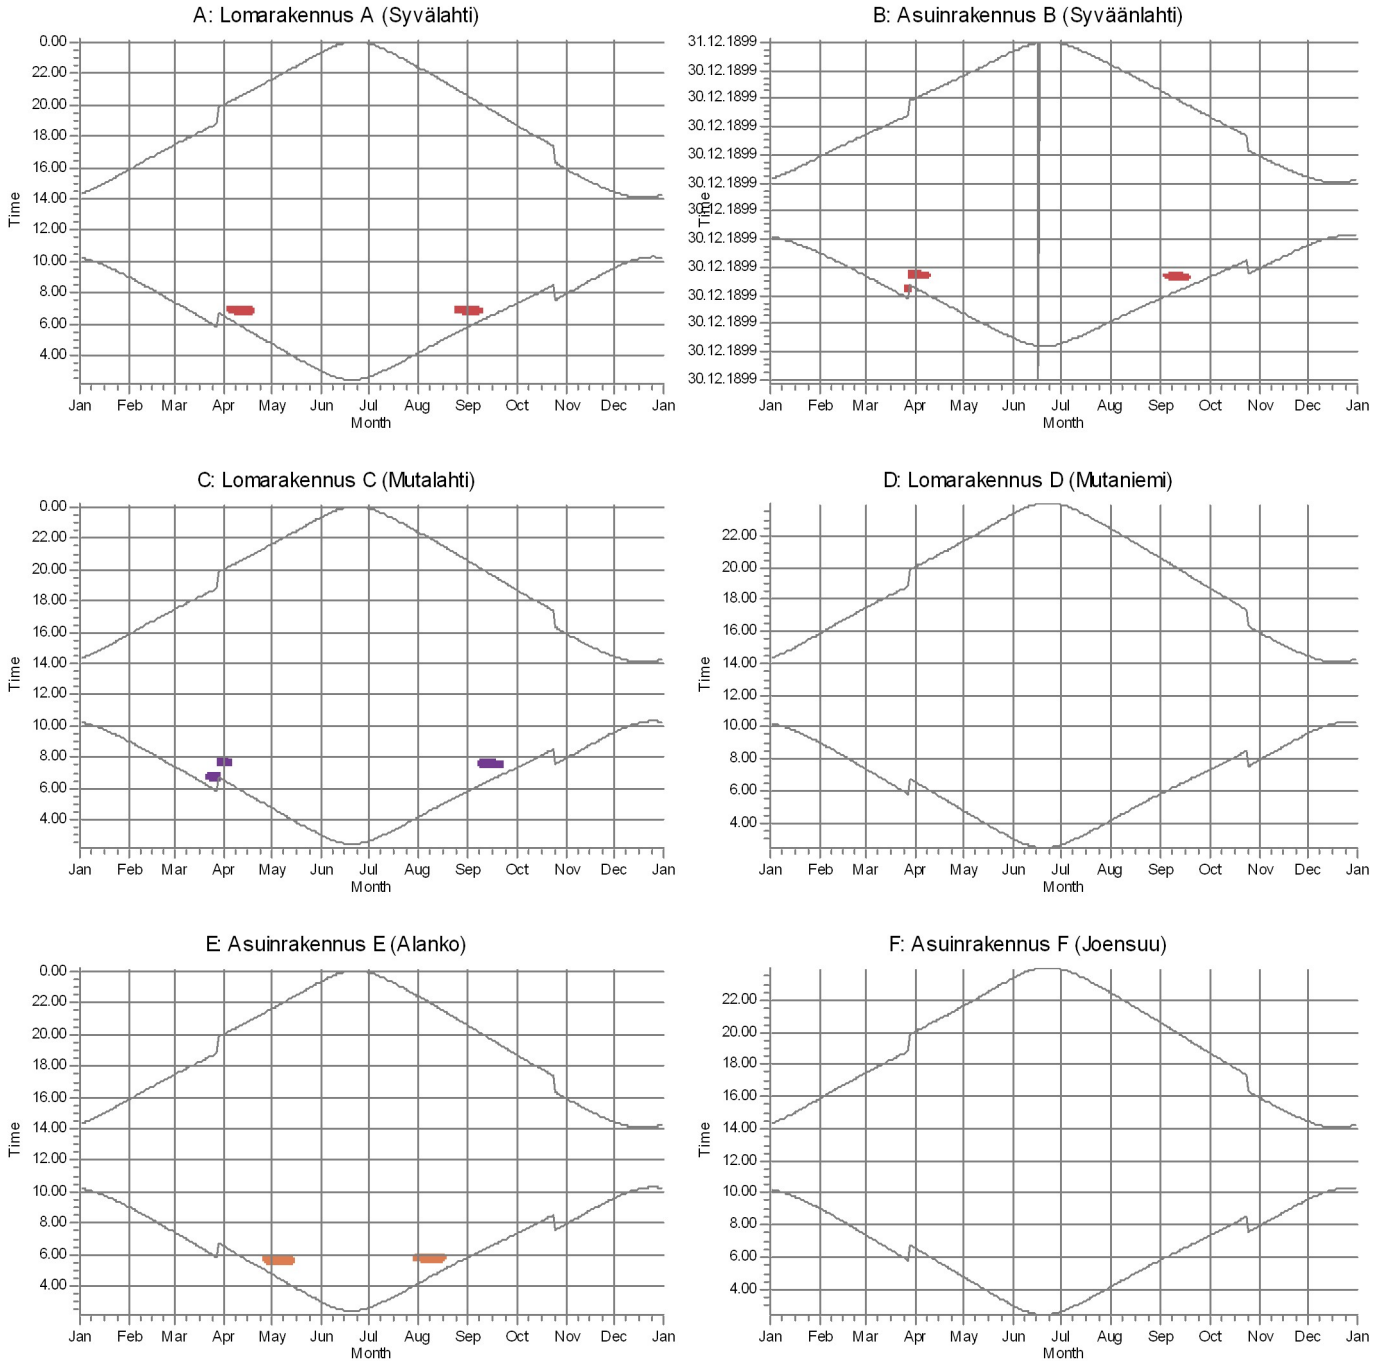 A: Lomarakennus A (Syvälahti)
0.00
22.00
20.00
18.00
16.00
14.00
12.00
10.00
8.00
6.00
4.00
Time
Jan Feb Mar Apr May Jun Jul Aug Sep Oct Nov Dec Jan
Month
B: Asuinrakennus B (Syväänlahti)
31.12.1899
30.12.1899
30.12.1899
30.12.1899
30.12.1899
30.12.1899
30.12.1899
30.12.1899
30.12.1899
30.12.1899
30.12.1899
30.12.1899
30.12.1899
Time
Jan Feb Mar Apr May Jun Jul Aug Sep Oct Nov Dec Jan
Month
C: Lomarakennus C (Mutalahti)
0.00
22.00
20.00
18.00
16.00
14.00
12.00
10.00
8.00
6.00
4.00
Time
Jan Feb Mar Apr May Jun Jul Aug Sep Oct Nov Dec Jan
Month
D: Lomarakennus D (Mutaniemi)
22.00
20.00
18.00
16.00
14.00
12.00
10.00
8.00
6.00
4.00
Time
Jan Feb Mar Apr May Jun Jul Aug Sep Oct Nov Dec Jan
Month
E: Asuinrakennus E (Alanko)
0.00
22.00
20.00
18.00
16.00
14.00
12.00
10.00
8.00
6.00
4.00
Time
Jan Feb Mar Apr May Jun Jul Aug Sep Oct Nov Dec Jan
Month
F: Asuinrakennus F (Joensuu)
22.00
20.00
18.00
16.00
14.00
12.00
10.00
8.00
6.00
4.00
Time
Jan Feb Mar Apr May Jun Jul Aug Sep Oct Nov Dec Jan
Month